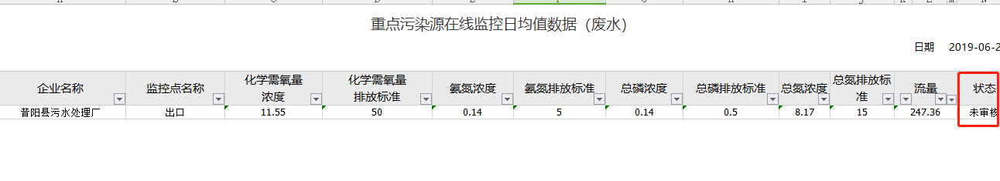 重点污染源在线监控日均值数据（废水）
日期 2019-06-2
企业名称 监控点名称 化学需氧量浓度 化学需氧量排放标准 氨氮浓度 氨氮排放标准 总磷浓度 总磷排放标准 总氮浓度 总氮排放标准 流量 状态
昔阳县污水处理厂 出口 11.55 50 0.14 5 0.14 0.5 8.17 15 247.36 未审核